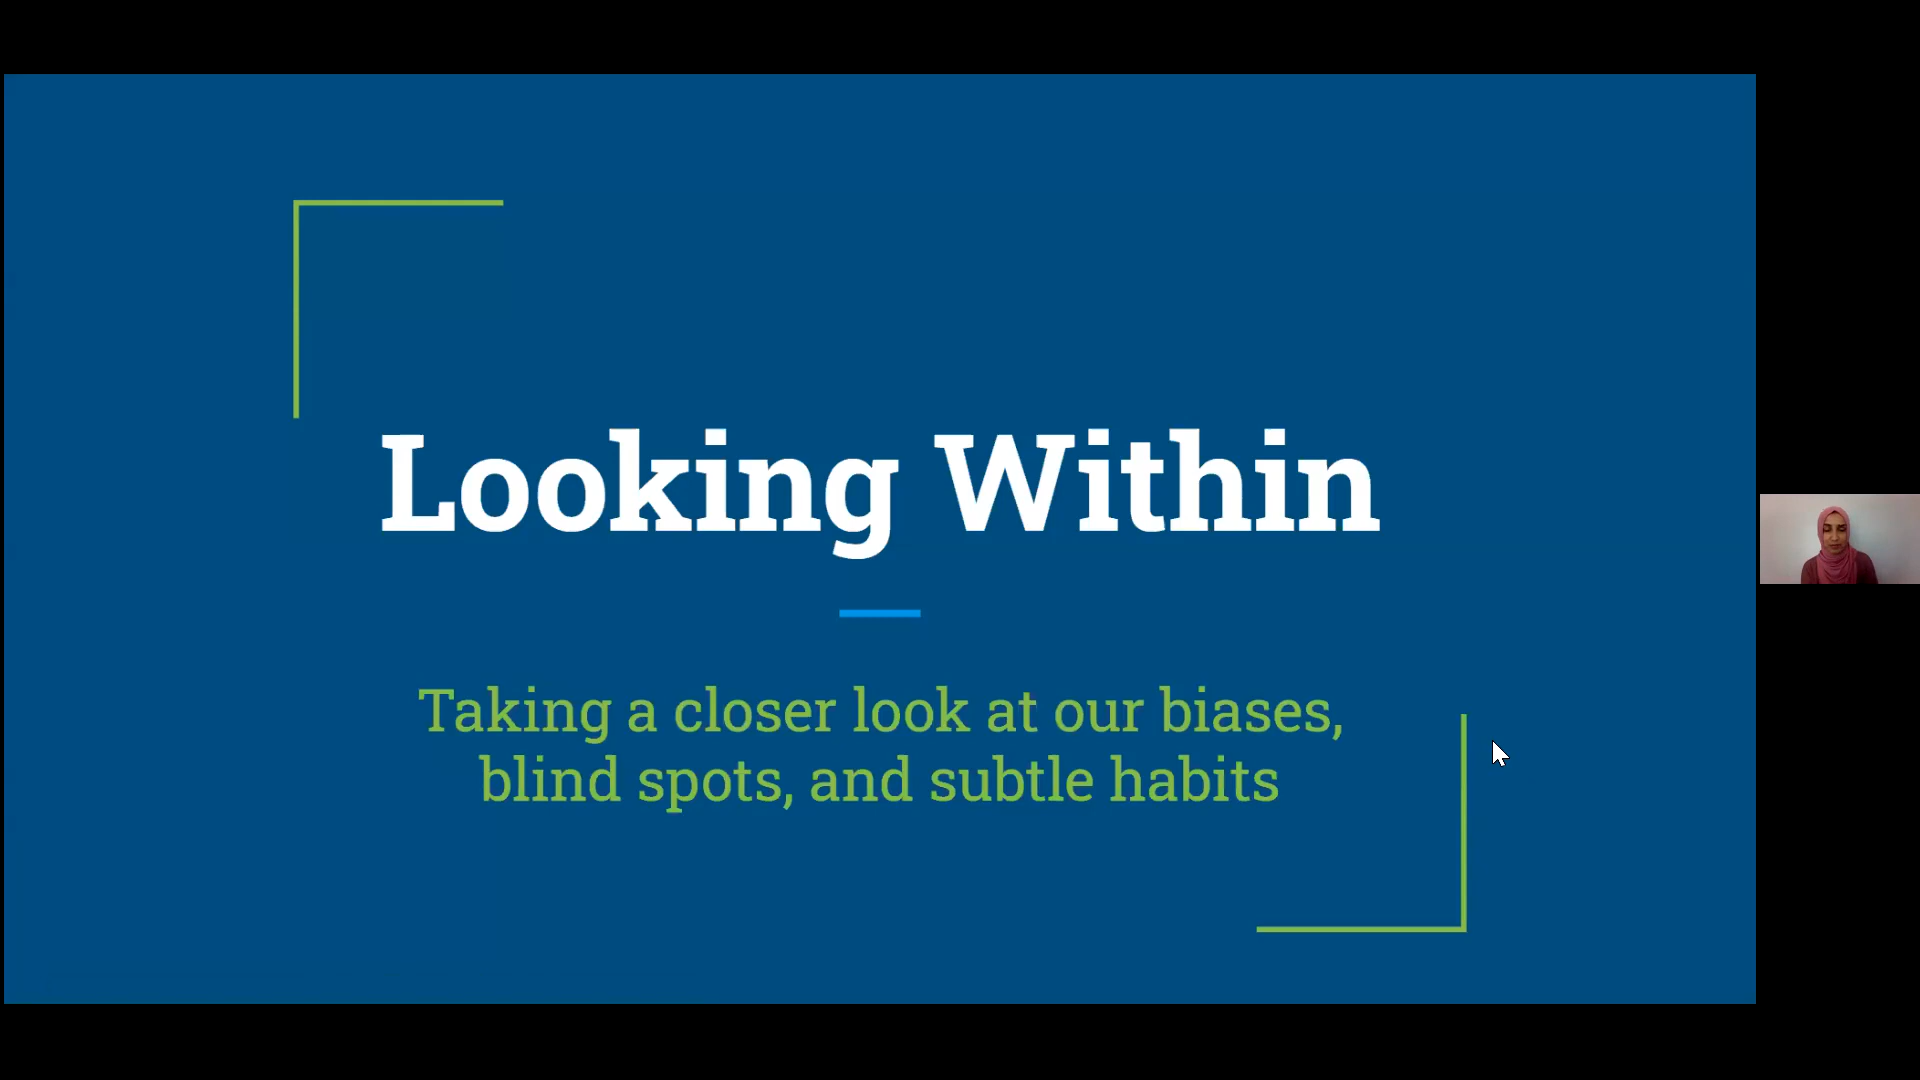 Looking Within
Taking a closer look at our biases,
blind spots, and subtle habits